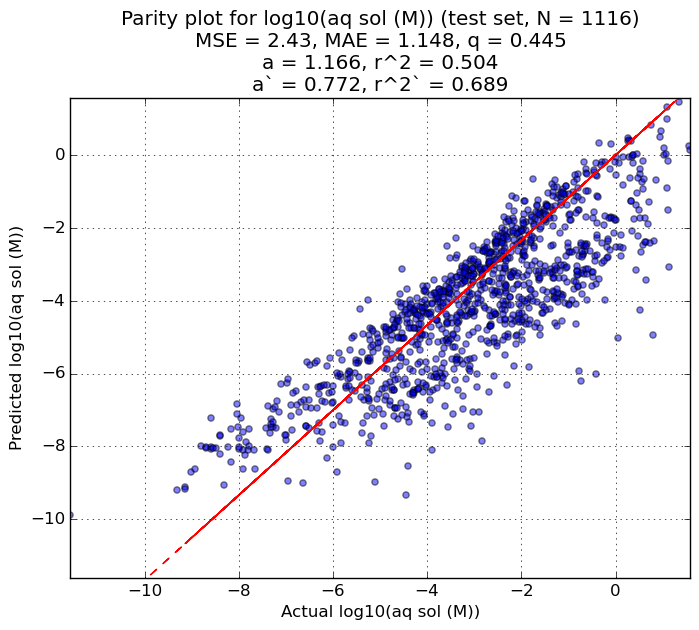 Parity plot for log10(aq sol (M)) (test set, N = 1116)
MSE = 2.43, MAE = 1.148, q = 0.445
a = 1.166, r^2 = 0.504
a` = 0.772, r^2` = 0.689
0
−2
−4
−6
−8
−10
Predicted log10(aq sol (M))
−10 −8 −6 −4 −2 0
Actual log10(aq sol (M))